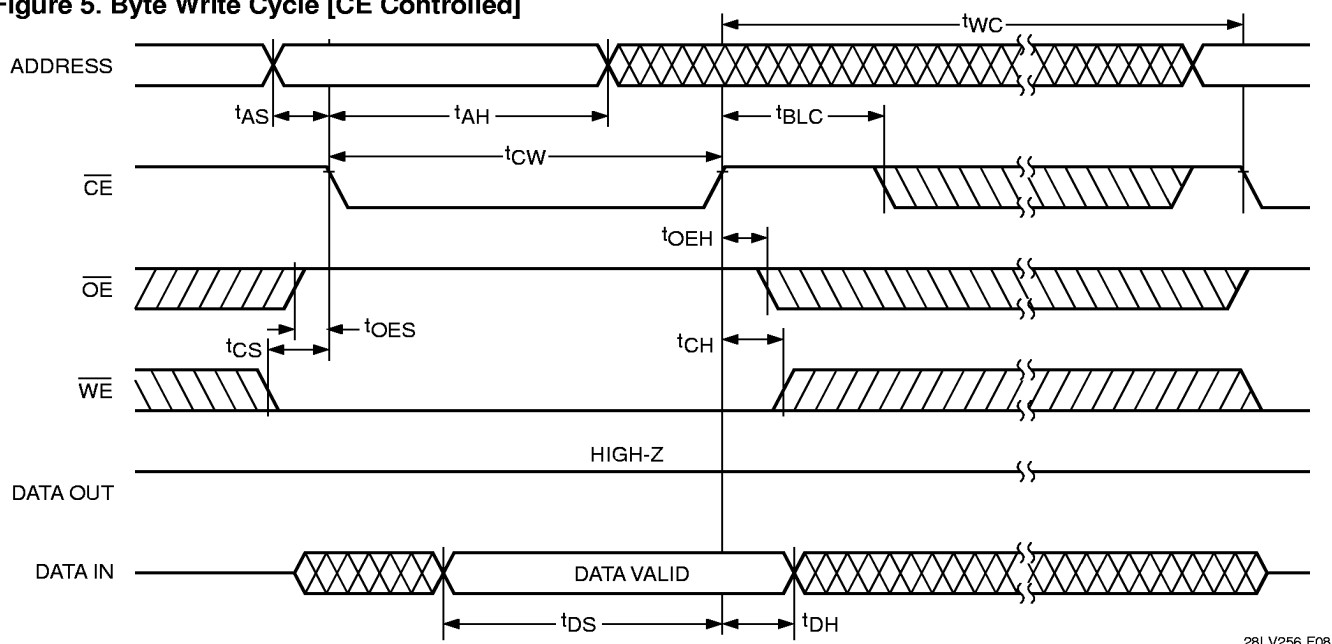 Figure 5. Byte Write Cycle [CE Controlled]
tWC
ADDRESS
tAS
tAH
tBLC
tCW
CE
tOEH
OE
tOES
tCS
tCH
WE
HIGH-Z
DATA OUT
DATA IN
DATA VALID
tDS
tDH
28LV256 F08